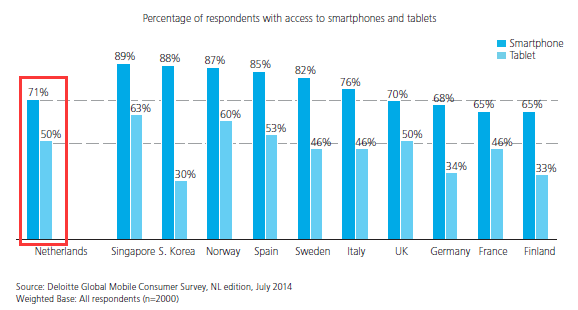 Percentage of respondents with access to smartphones and tablets
Smartphone
Tablet
71% 50% 89% 63% 88% 30% 87% 60% 85% 53% 82% 46% 76% 46% 70% 50% 68% 34% 65% 46% 65% 33%
Netherlands Singapore S. Korea Norway Spain Sweden Italy UK Germany France Finland
Source: Deloitte Global Mobile Consumer Survey, NL edition, July 2014
Weighted Base: All respondents (n=2000)